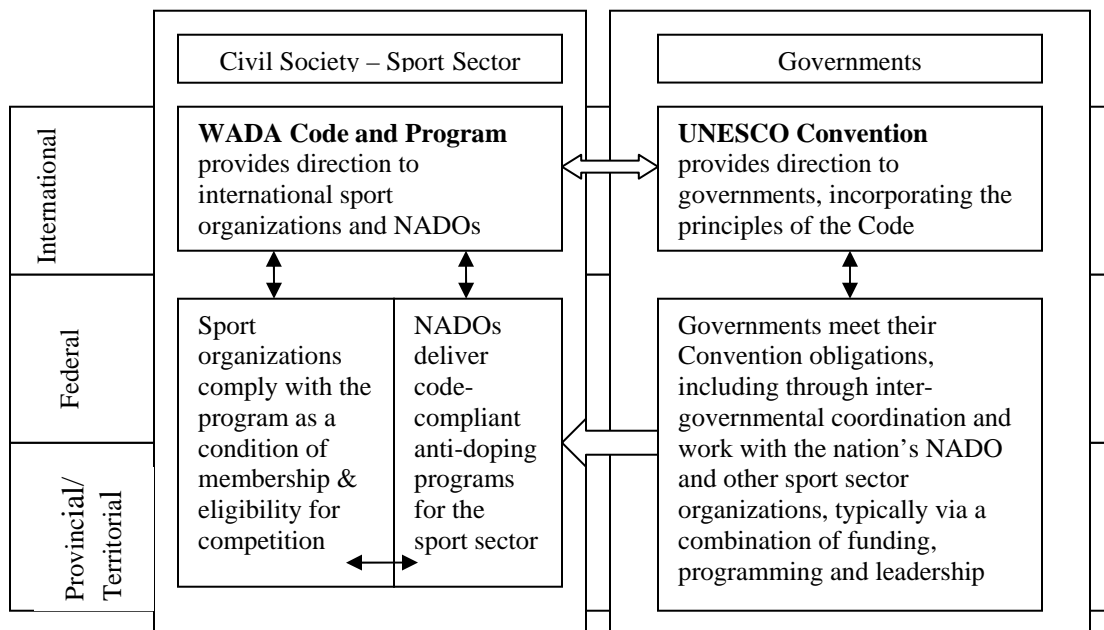 Civil Society – Sport Sector
Governments
International
WADA Code and Program
provides direction to
international sport
organizations and NADOs
UNESCO Convention
provides direction to
governments, incorporating the
principles of the Code
Federal
Provincial/
Territorial
Sport
organizations
comply with the
program as a
condition of
membership &
eligibility for
competition
NADOs
deliver
code-
compliant
anti-doping
programs
for the
sport sector
Governments meet their
Convention obligations,
including through inter-
governmental coordination and
work with the nation’s NADO
and other sport sector
organizations, typically via a
combination of funding,
programming and leadership